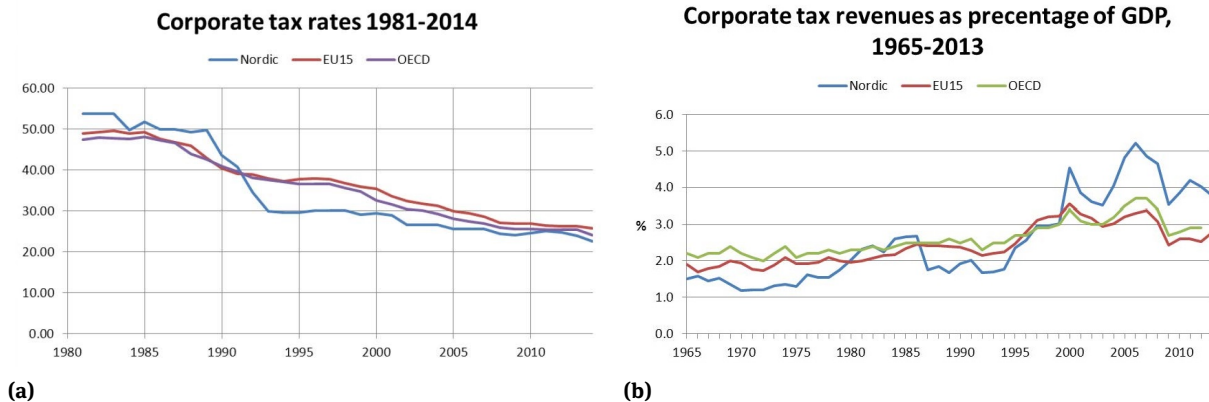 Corporate tax rates 1981-2014
Nordic EU15 OECD
60.00
50.00
40.00
30.00
20.00
10.00
0.00
1980 1985 1990 1995 2000 2005 2010
(a)
Corporate tax revenues as precentage of GDP,
1965-2013
Nordic EU15 OECD
6.0
5.0
4.0
%
3.0
2.0
1.0
0.0
1965 1970 1975 1980 1985 1990 1995 2000 2005 2010
(b)